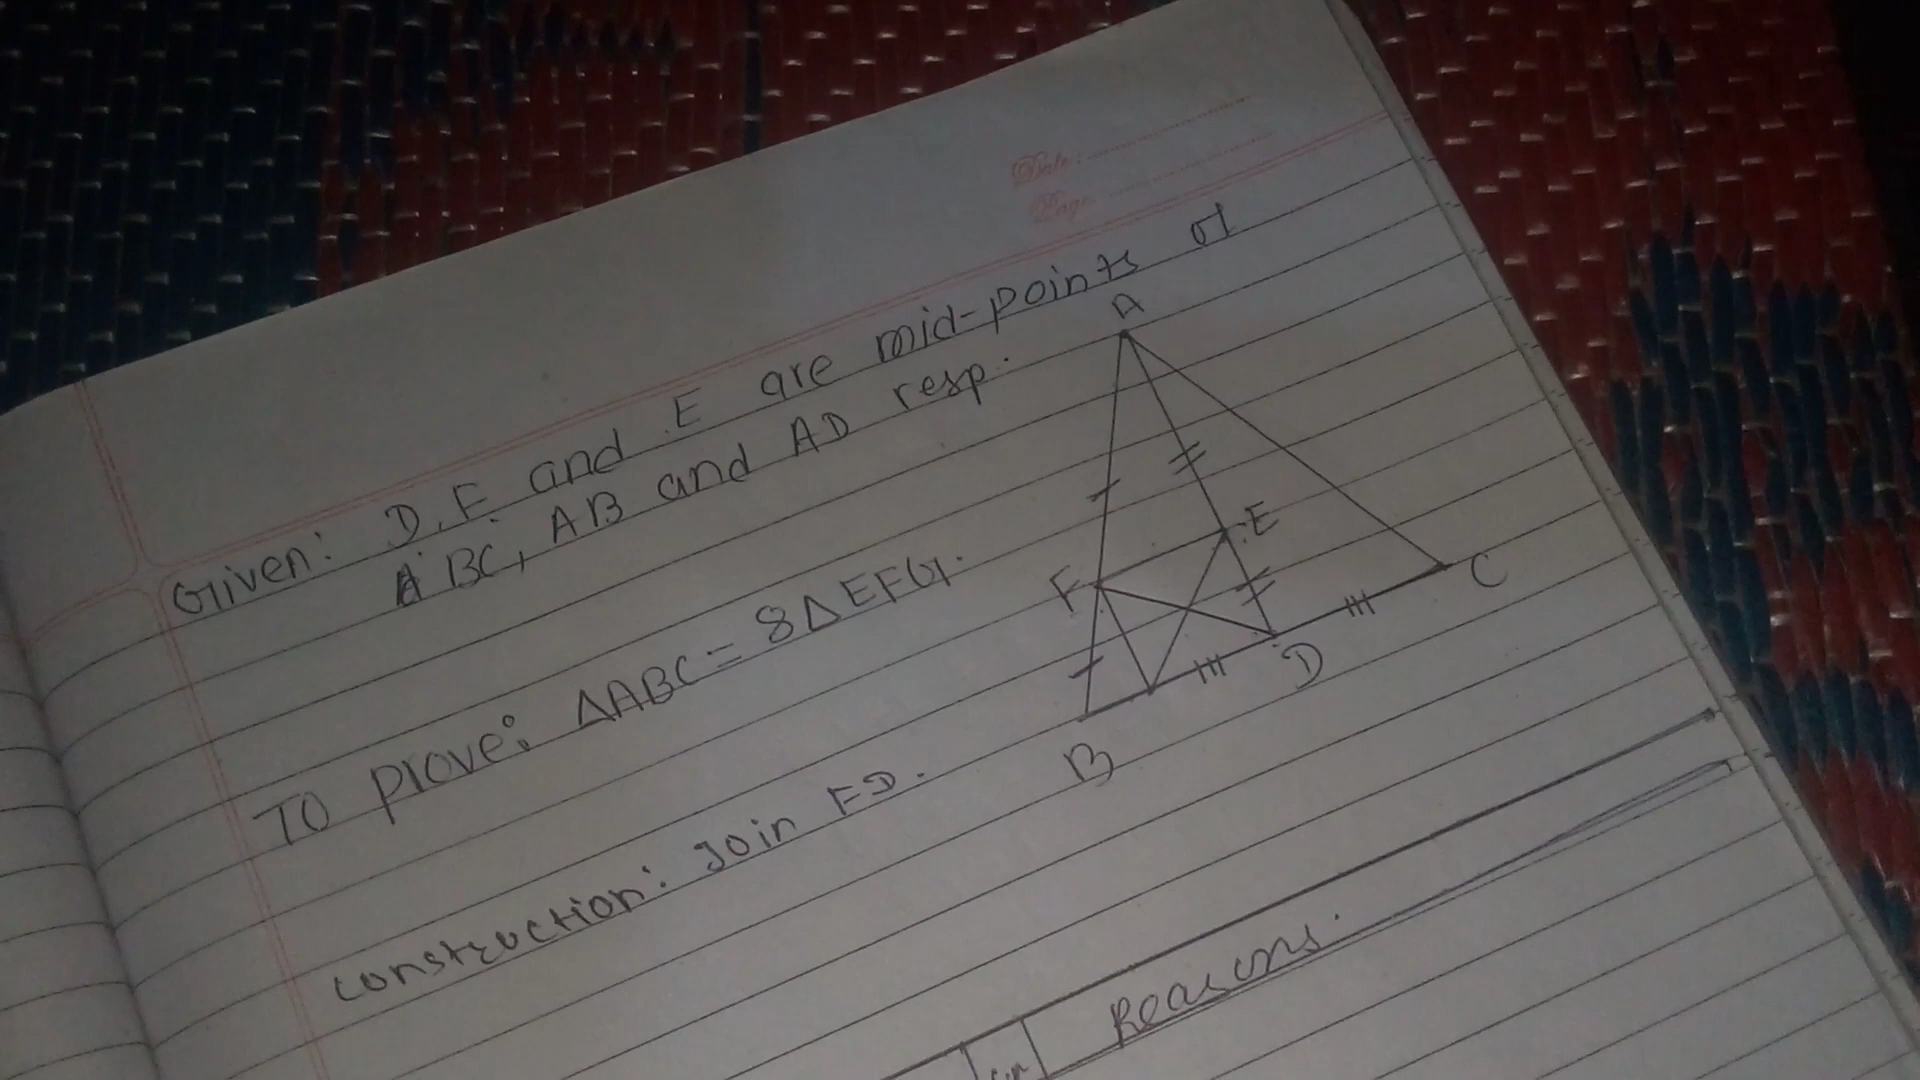 Date :
Page
Given: D, F and E are mid-points of
BC, AB and AD resp.
To prove: ΔABC = 8ΔEFG.
construction: Join FD.
A
E
F
C
D
B
Reasons.